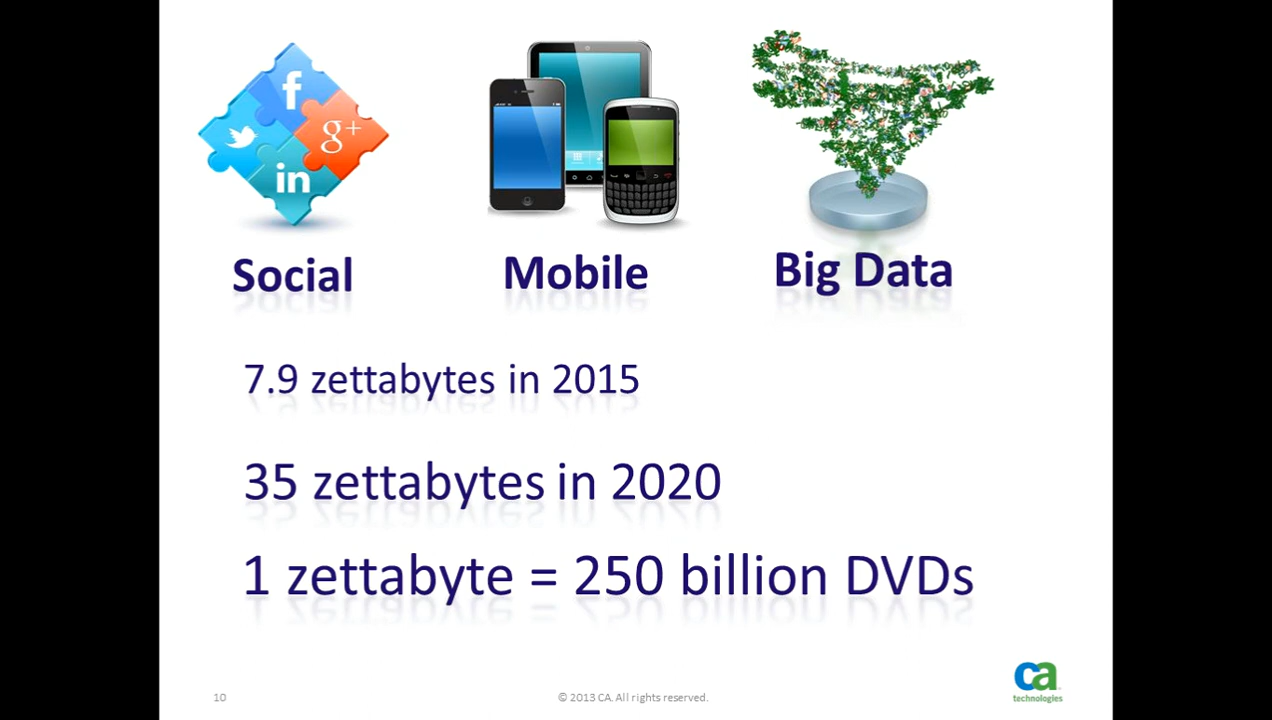 f
g+
in
Social
Mobile
Big Data
7.9 zettabytes in 2015
35 zettabytes in 2020
1 zettabyte = 250 billion DVDs
10
© 2013 CA. All rights reserved.
ca
technologies